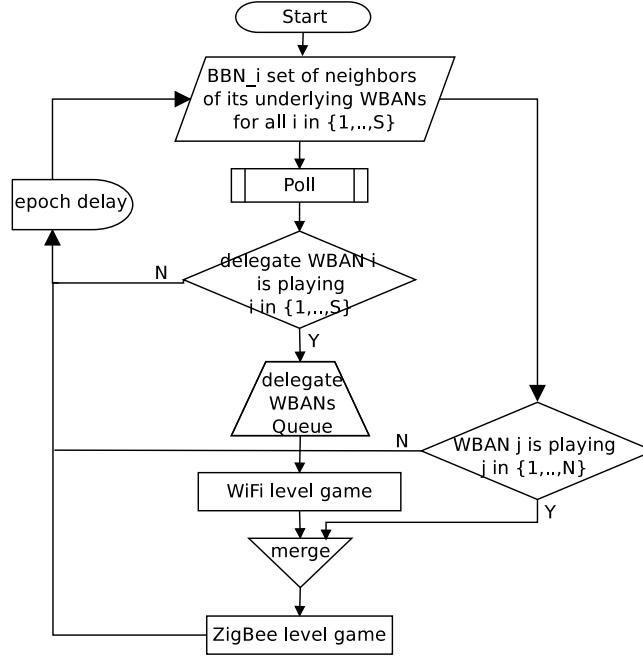 Start
BBN_i set of neighbors
of its underlying WBANs
for all i in {1,..,S}
Poll
epoch delay
delegate WBAN i
is playing
i in {1,..,S}
N
Y
delegate
WBANs
Queue
N
WBAN j is playing
j in {1,..,N}
WiFi level game
Y
merge
ZigBee level game